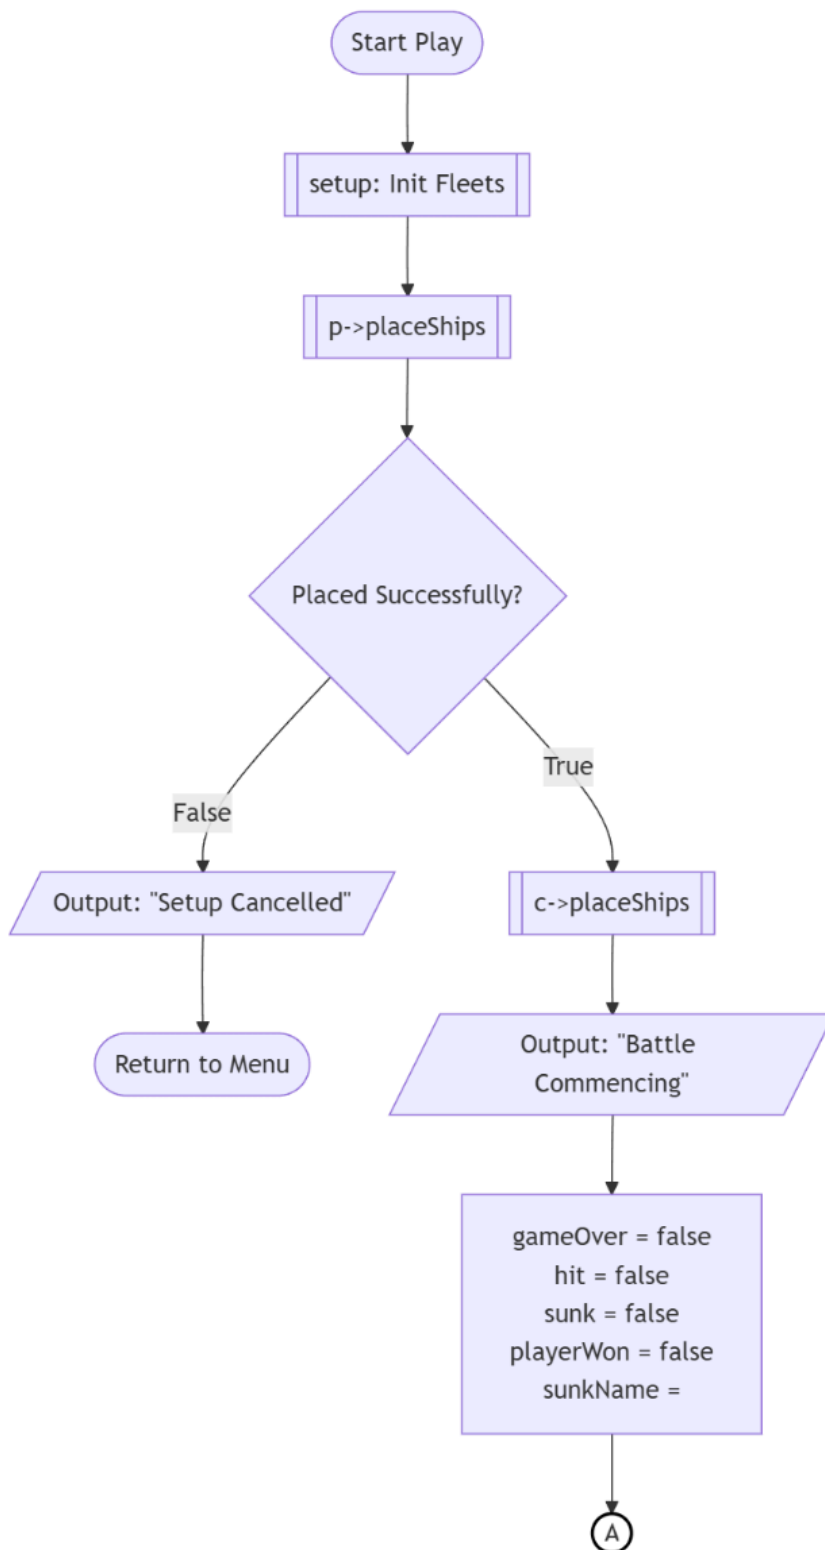 Start Play
setup: Init Fleets
p->placeShips
Placed Successfully?
True
False
Output: "Setup Cancelled"
c->placeShips
Return to Menu
Output: "Battle
Commencing"
gameOver = false
hit = false
sunk = false
playerWon = false
sunkName =
A